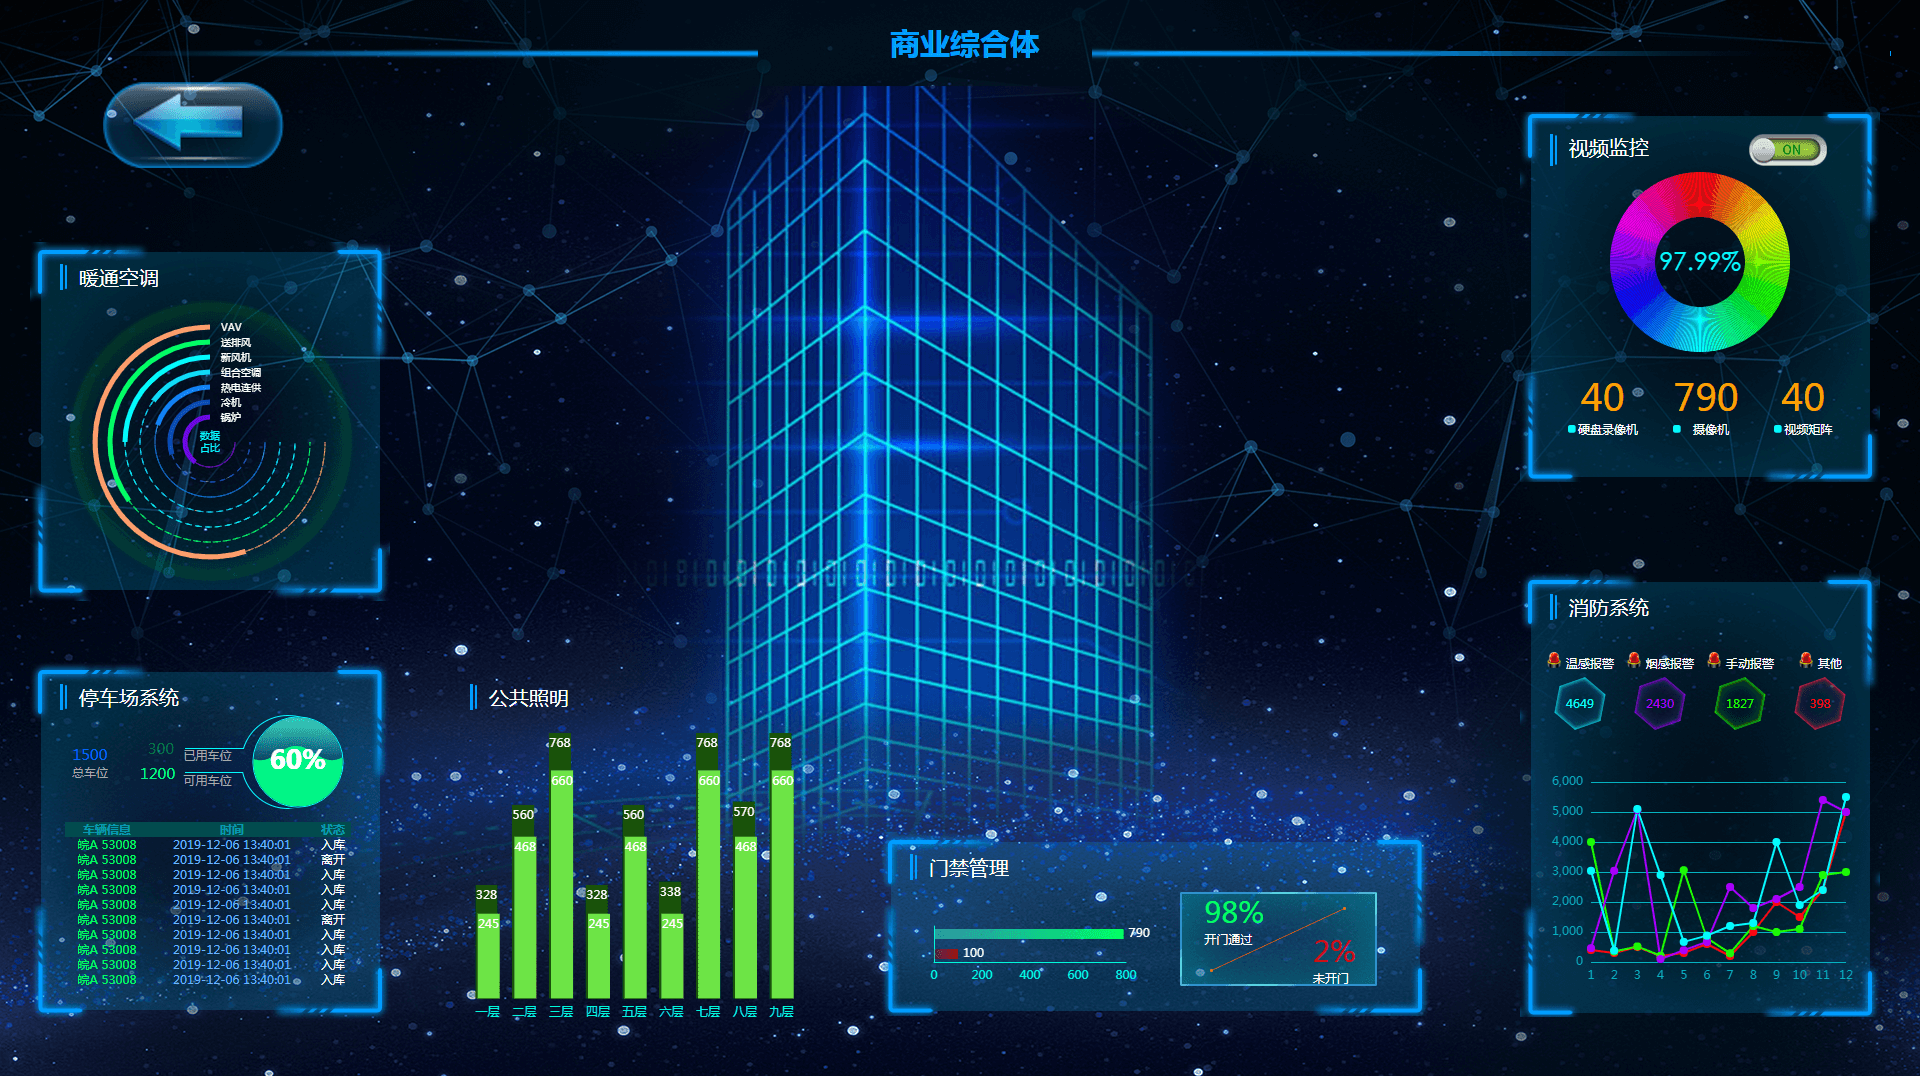 商业综合体
暖通空调
VAV
送排风
新风机
组合空调
热电连供
冷机
锅炉
数据
占比
停车场系统
1500
总车位
300 已用车位
1200 可用车位
60%
车辆信息 时间 状态
皖A 53008 2019-12-06 13:40:01 入库
皖A 53008 2019-12-06 13:40:01 离开
皖A 53008 2019-12-06 13:40:01 入库
皖A 53008 2019-12-06 13:40:01 入库
皖A 53008 2019-12-06 13:40:01 入库
皖A 53008 2019-12-06 13:40:01 离开
皖A 53008 2019-12-06 13:40:01 入库
皖A 53008 2019-12-06 13:40:01 入库
皖A 53008 2019-12-06 13:40:01 入库
皖A 53008 2019-12-06 13:40:01 入库
公共照明
328 560 768 328 560 338 768 570 768
245 468 660 245 468 245 660 468 660
一层 二层 三层 四层 五层 六层 七层 八层 九层
门禁管理
790
100
0 200 400 600 800
98%
开门通过
2%
未开门
视频监控
ON
97.99%
40 790 40
硬盘录像机 摄像机 视频矩阵
消防系统
温感报警 烟感报警 手动报警 其他
4649 2430 1827 398
6,000
5,000
4,000
3,000
2,000
1,000
0
1 2 3 4 5 6 7 8 9 10 11 12